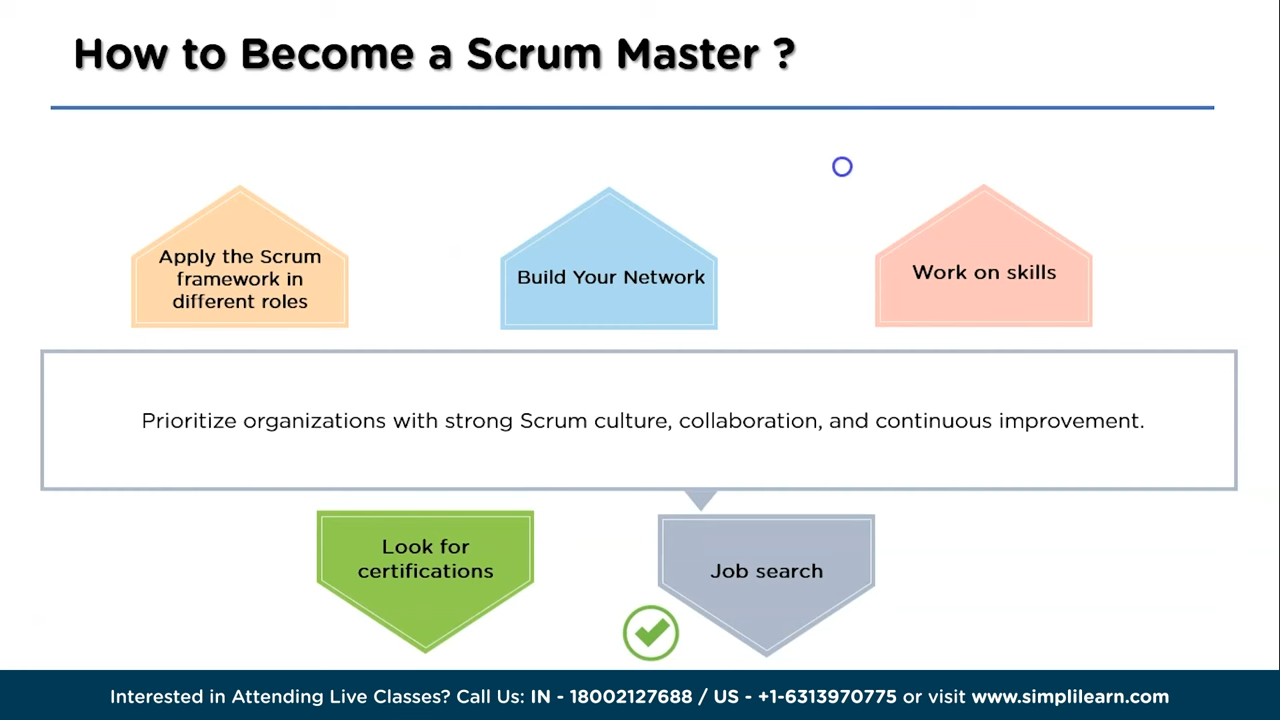 How to Become a Scrum Master ?
Apply the Scrum
framework in
different roles
Build Your Network
Work on skills
Prioritize organizations with strong Scrum culture, collaboration, and continuous improvement.
Look for
certifications
Job search
Interested in Attending Live Classes? Call Us: IN - 18002127688 / US - +1-6313970775 or visit www.simplilearn.com